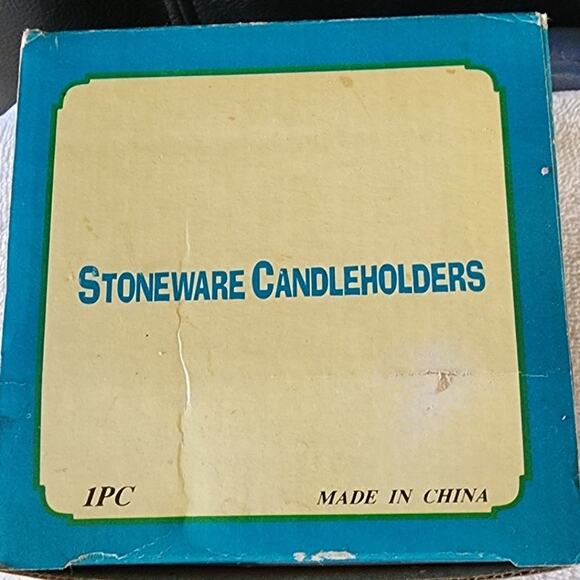 STONEWARE CANDLEHOLDERS
1PC
MADE IN CHINA